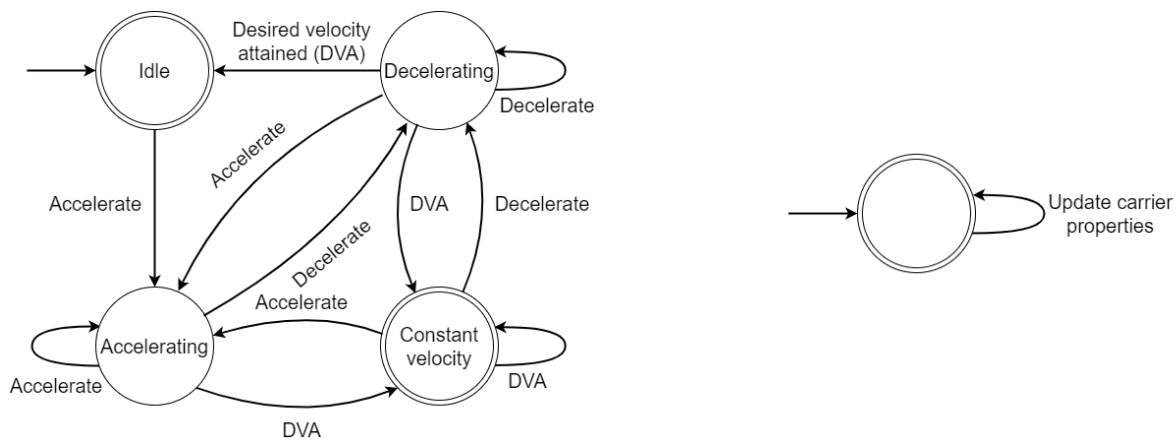 Desired velocity
attained (DVA)
Idle
Decelerating
Decelerate
Accelerate
Accelerate
DVA
Decelerate
Decelerate
Accelerate
Accelerating
Constant
velocity
Accelerate
DVA
DVA
Update carrier
properties